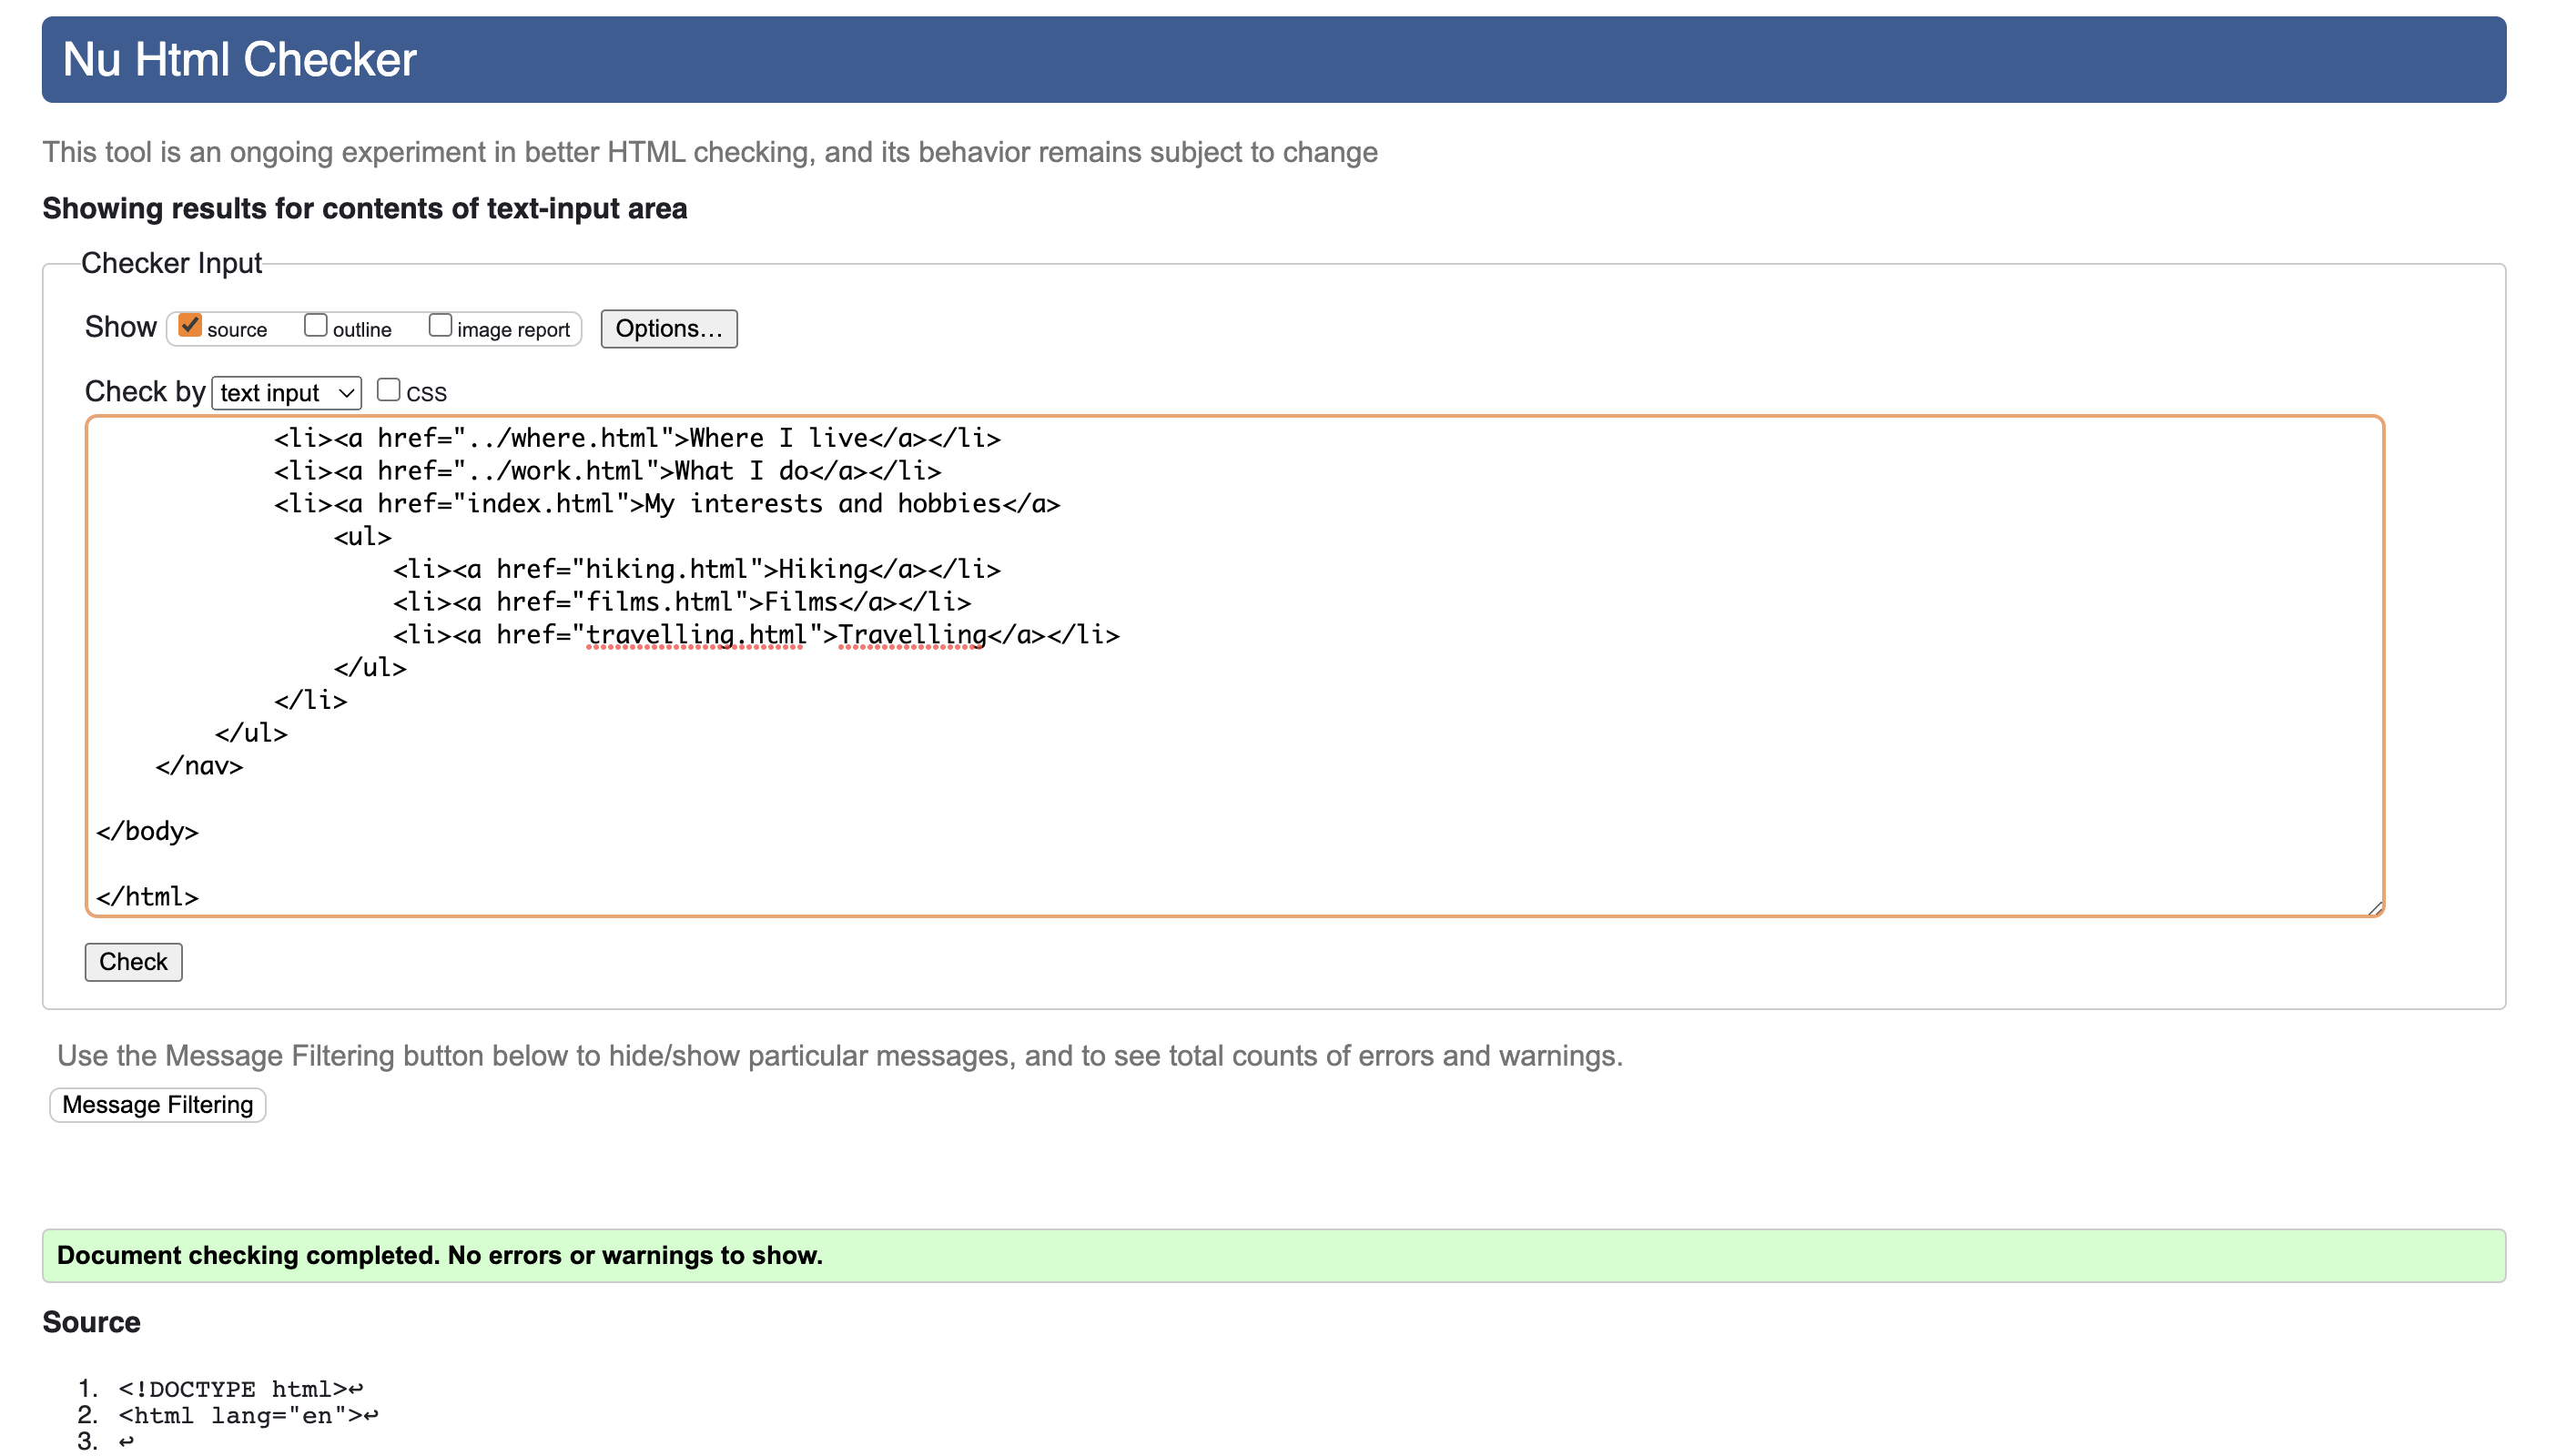 Nu Html Checker
This tool is an ongoing experiment in better HTML checking, and its behavior remains subject to change
Showing results for contents of text-input area
Checker Input
Show source outline image report Options...
Check by text input CSS
<li><a href="../where.html">Where I live</a></li>
<li><a href="../work.html">What I do</a></li>
<li><a href="index.html">My interests and hobbies</a>
<ul>
<li><a href="hiking.html">Hiking</a></li>
<li><a href="films.html">Films</a></li>
<li><a href="travelling.html">Travelling</a></li>
</ul>
</li>
</ul>
</nav>
</body>
</html>
Check
Use the Message Filtering button below to hide/show particular messages, and to see total counts of errors and warnings.
Message Filtering
Document checking completed. No errors or warnings to show.
Source
1. <!DOCTYPE html>↩
2. <html lang="en">↩
3. ↩